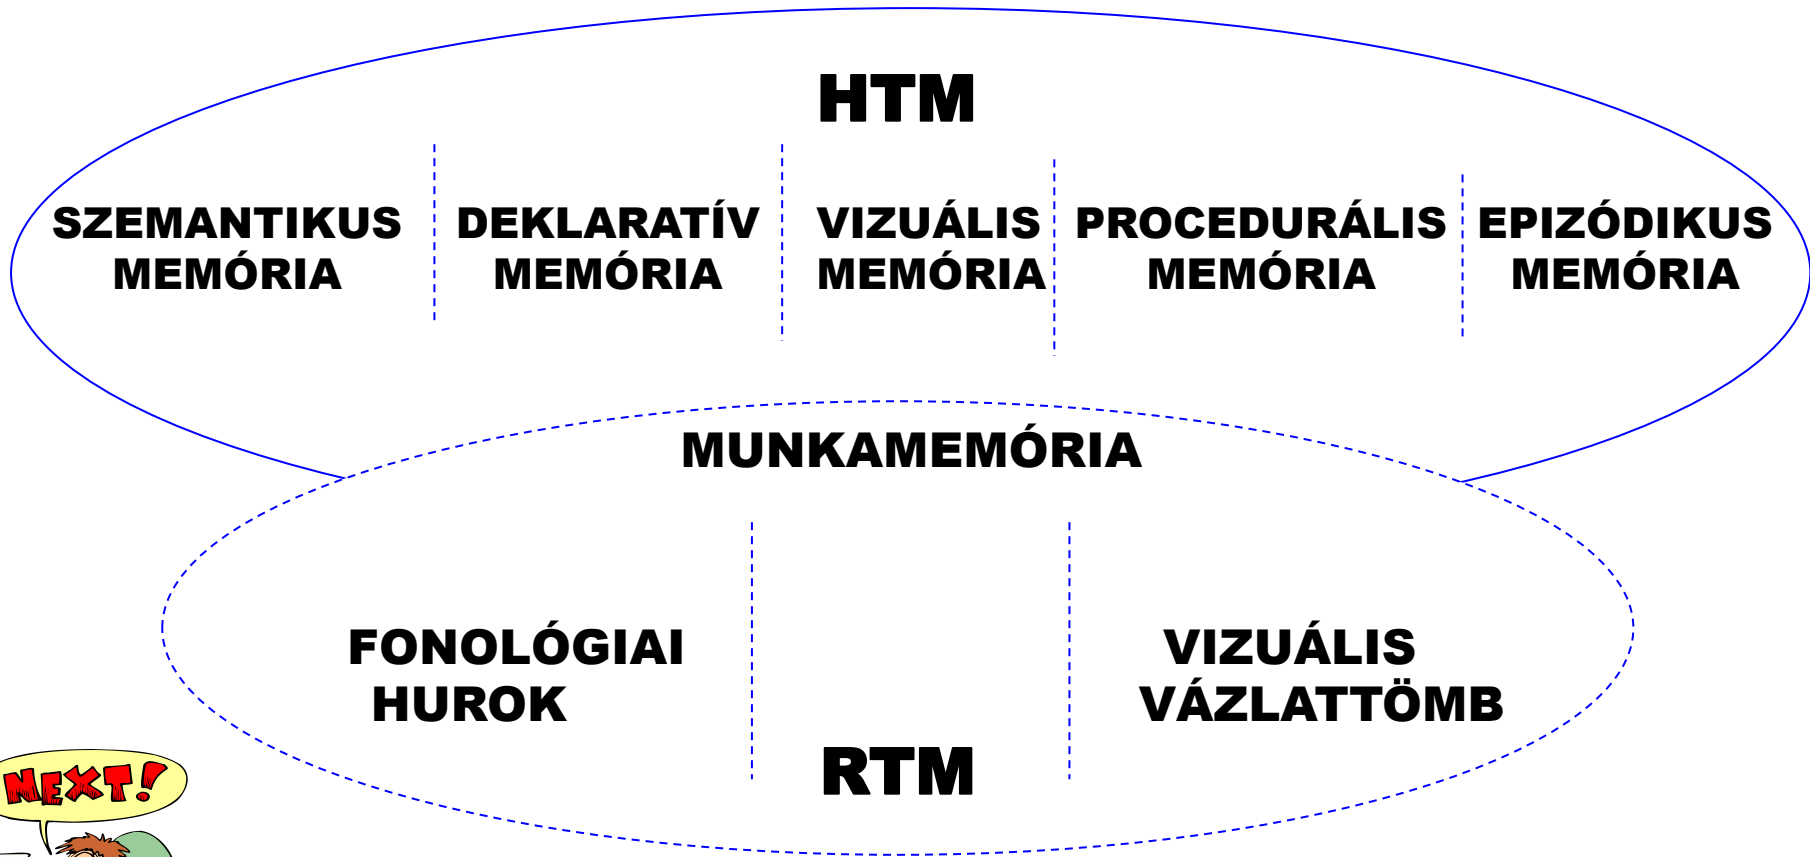 HTM
SZEMANTIKUS MEMÓRIA
DEKLARATÍV MEMÓRIA
VIZUÁLIS MEMÓRIA
PROCEDURÁLIS MEMÓRIA
EPIZÓDIKUS MEMÓRIA
MUNKAMEMÓRIA
FONOLÓGIAI
HUROK
VIZUÁLIS
VÁZLATTÖMB
RTM
NEXT!